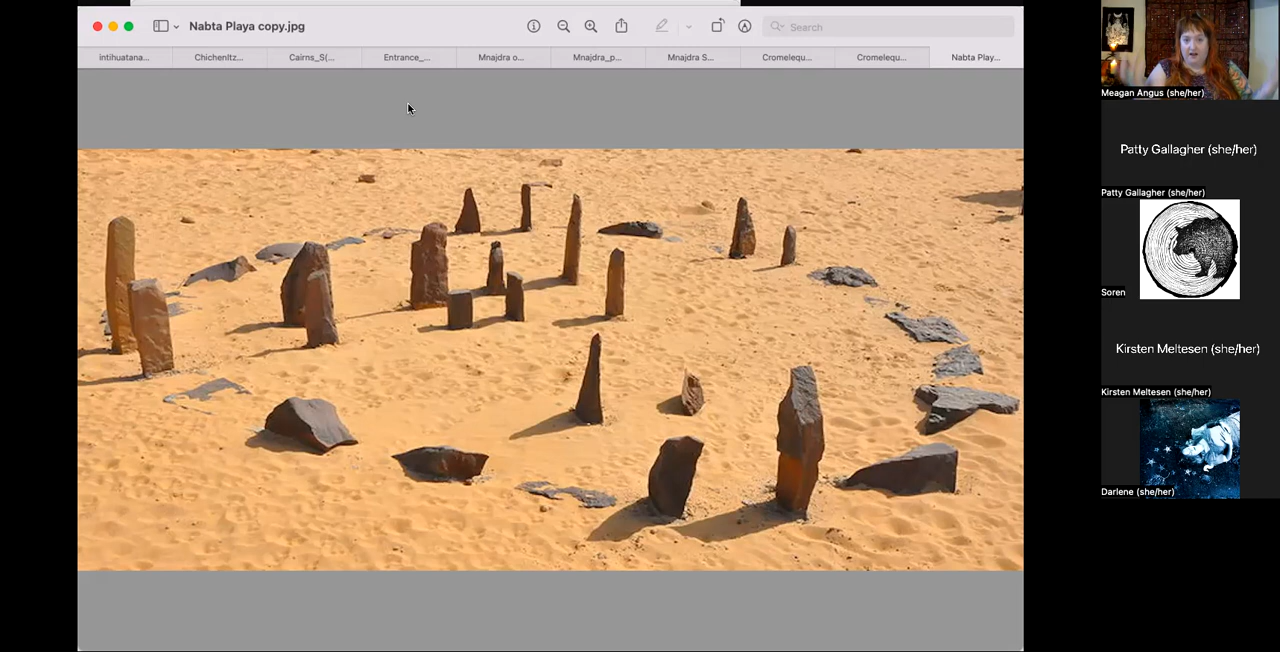 Nabta Playa copy.jpg
Search
intihuatana...
ChichenItz...
Cairns_S(...
Entrance_...
Mnajdra o...
Mnajdra_p...
Mnajdra S...
Cromelequ...
Cromelequ...
Nabta Play...
Meagan Angus (she/her)
Patty Gallagher (she/her)
Patty Gallagher (she/her)
Soren
Kirsten Meltesen (she/her)
Kirsten Meltesen (she/her)
Darlene (she/her)